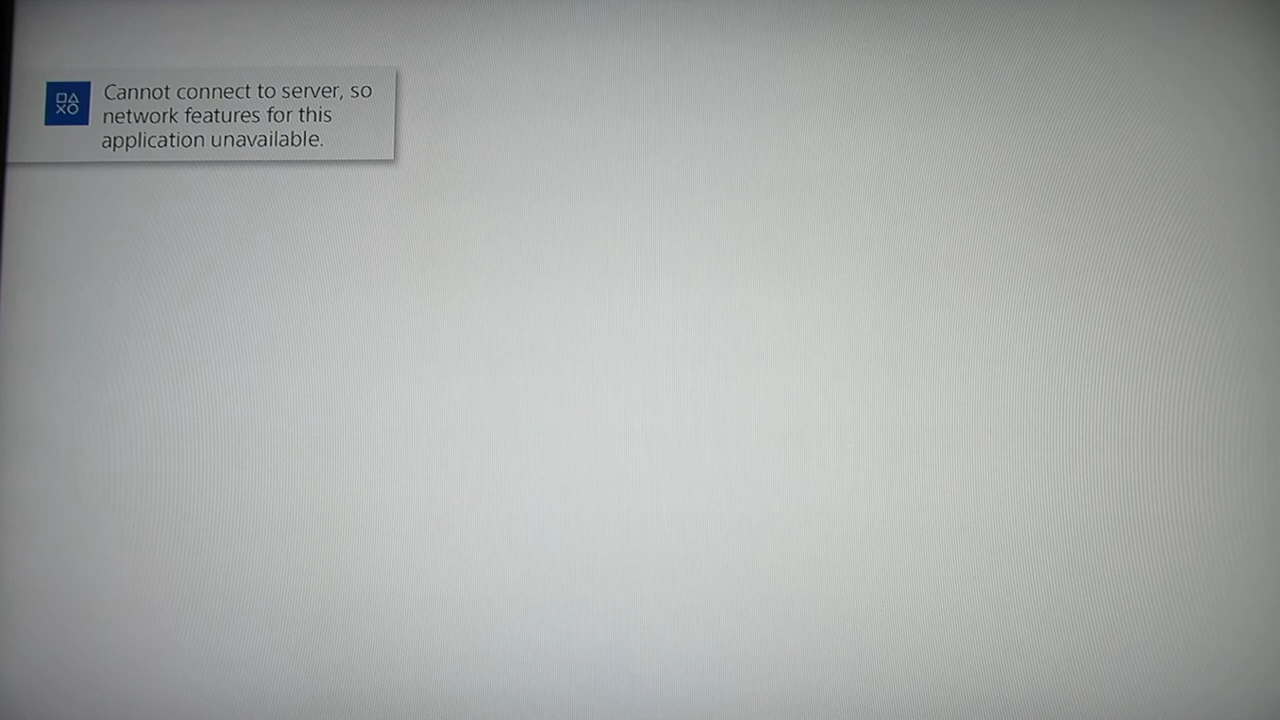 Cannot connect to server, so
network features for this
application unavailable.